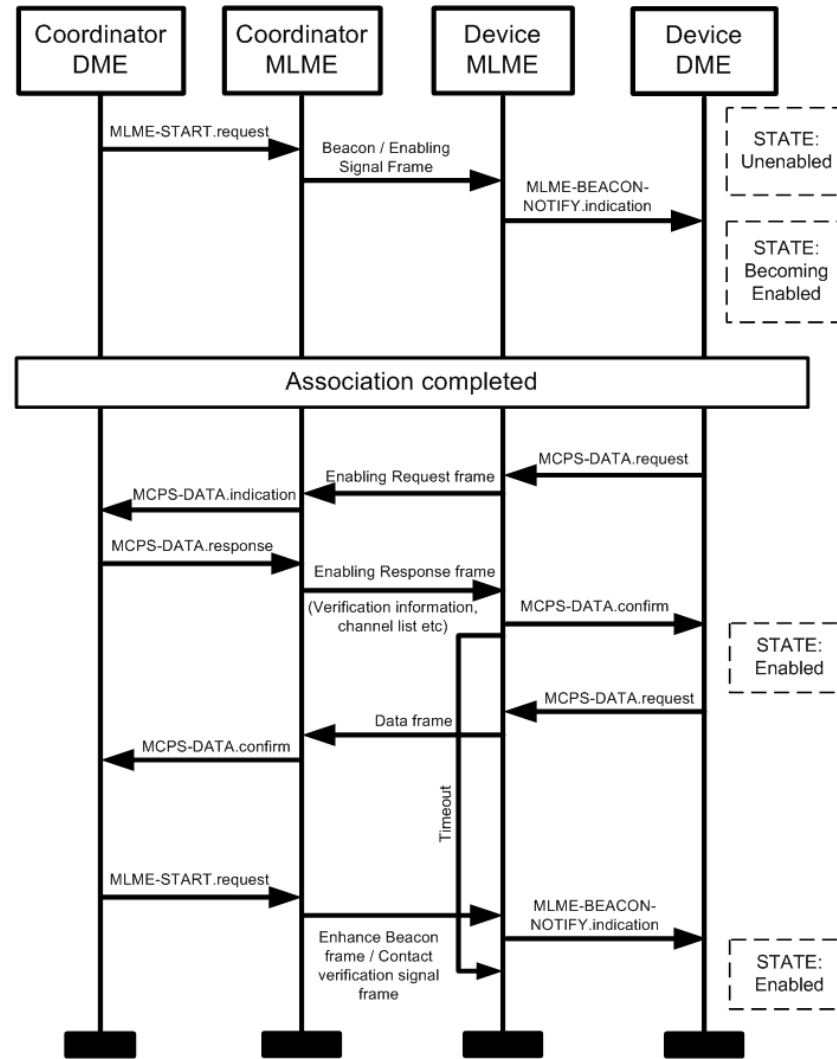 Coordinator
DME
Coordinator
MLME
Device
MLME
Device
DME
MLME-START.request
STATE:
Unenabled
Beacon / Enabling
Signal Frame
MLME-BEACON-
NOTIFY.indication
STATE:
Becoming
Enabled
Association completed
MCPS-DATA.request
Enabling Request frame
MCPS-DATA.indication
MCPS-DATA.response
Enabling Response frame
(Verification information,
channel list etc)
MCPS-DATA.confirm
STATE:
Enabled
MCPS-DATA.request
Data frame
MCPS-DATA.confirm
Timeout
MLME-START.request
MLME-BEACON-
NOTIFY.indication
Enhance Beacon
frame / Contact
verification signal
frame
STATE:
Enabled